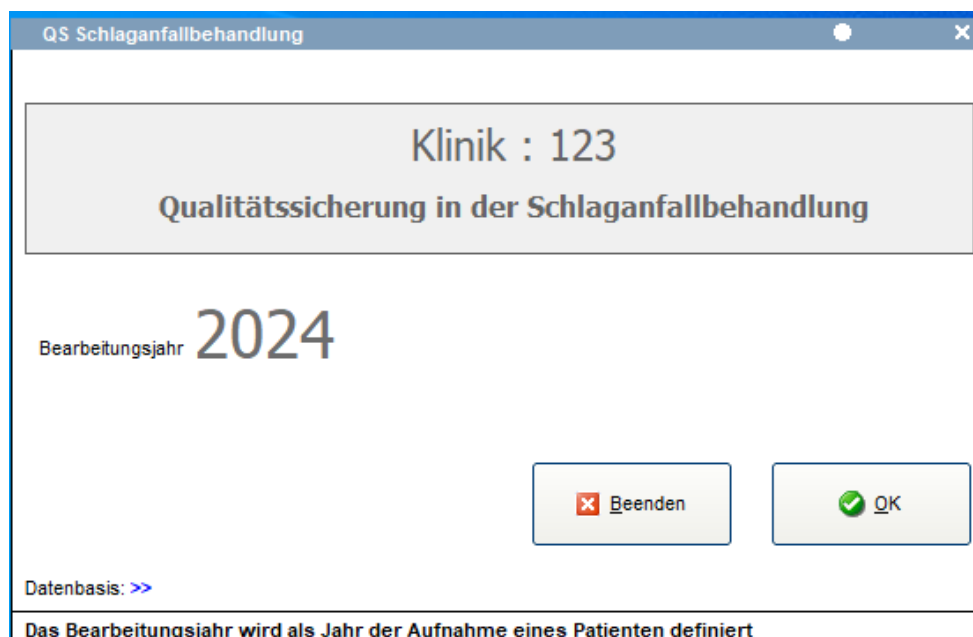 QS Schlaganfallbehandlung
Klinik : 123
Qualitätssicherung in der Schlaganfallbehandlung
Bearbeitungsjahr 2024
Beenden OK
Datenbasis: >>
Das Bearbeitungsjahr wird als Jahr der Aufnahme eines Patienten definiert